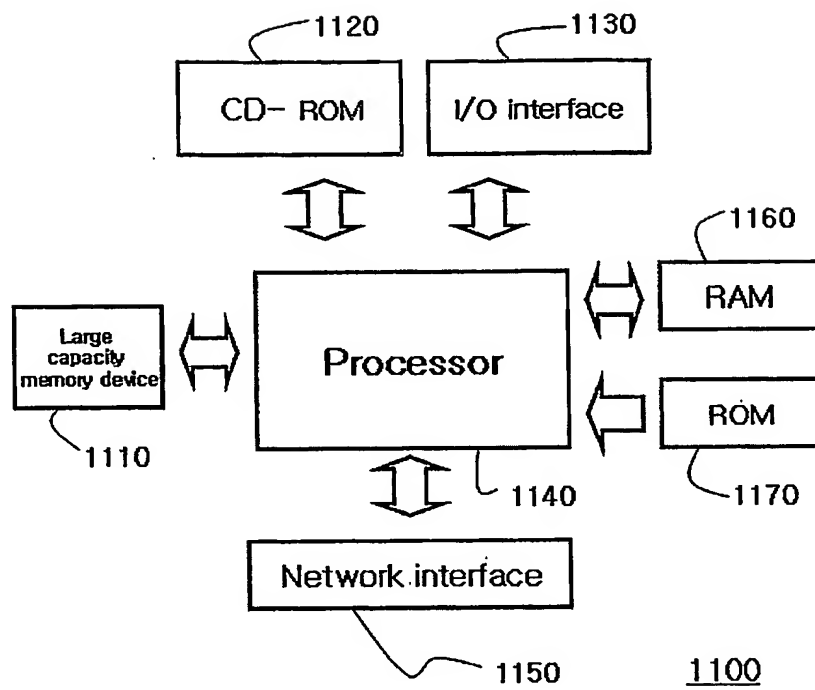 1120
1130
CD- ROM
I/O interface
1160
RAM
Large
capacity
memory device
Processor
ROM
1110
1140
1170
Network interface
1150
1100